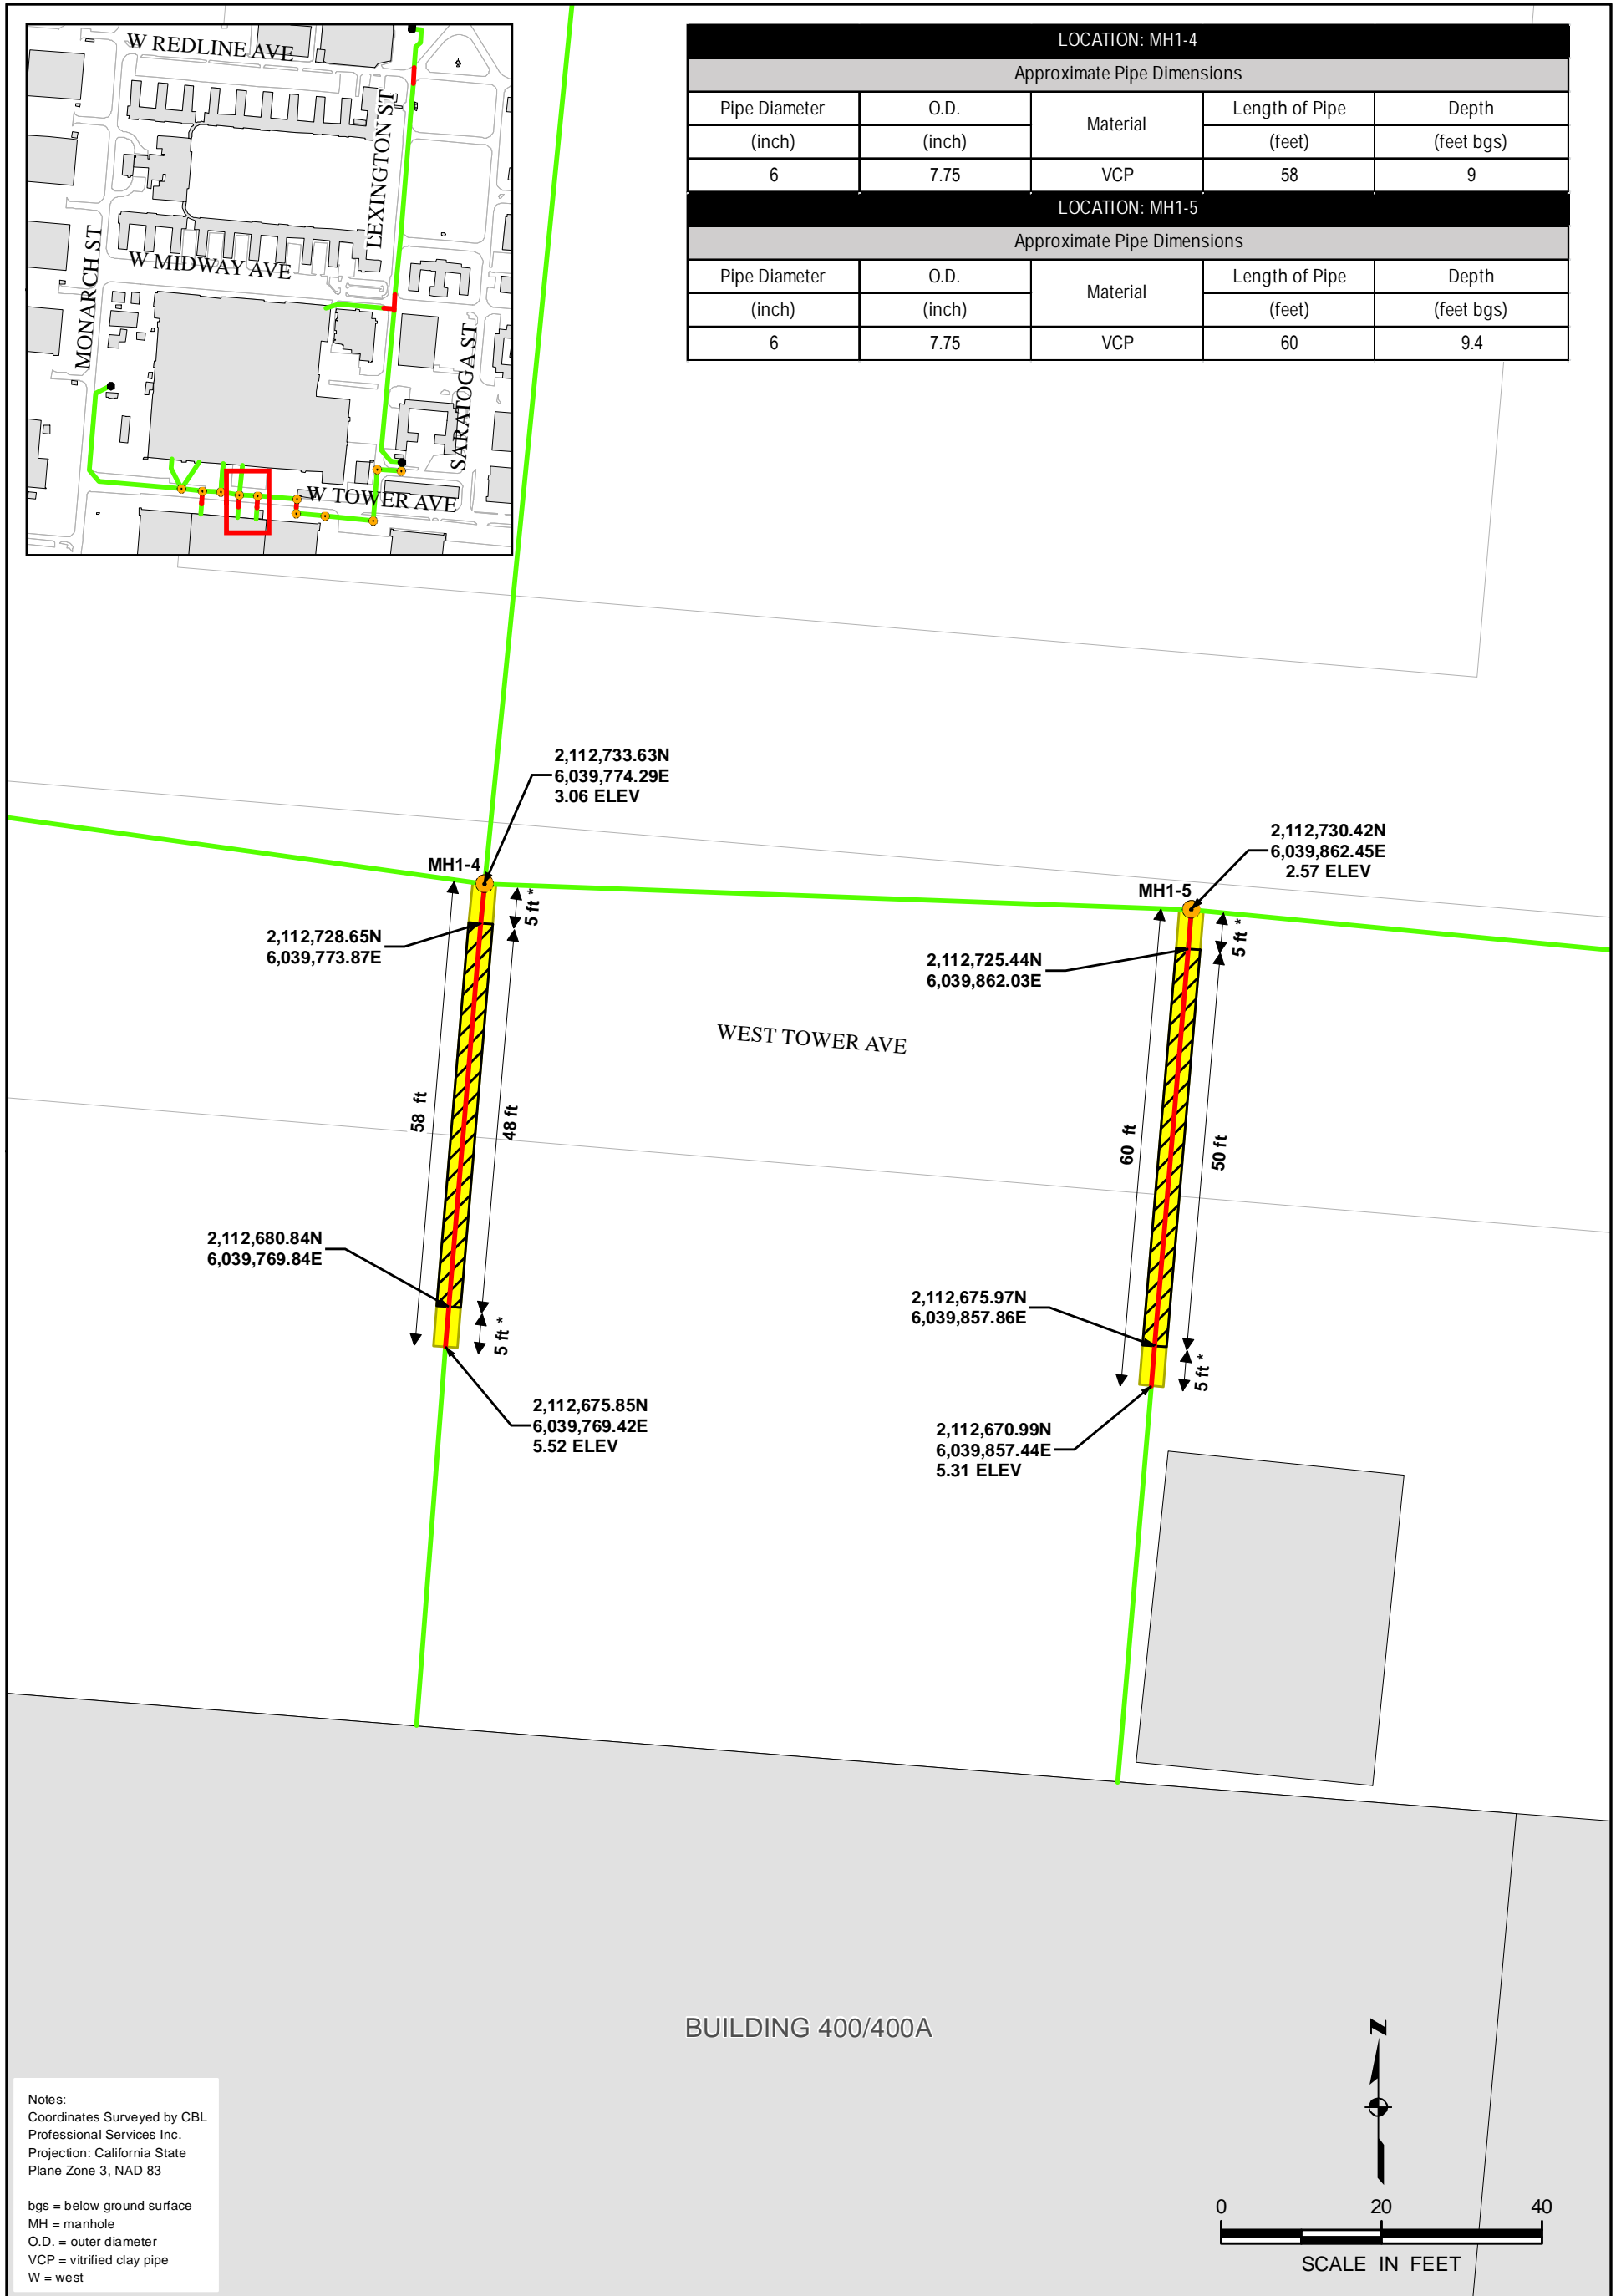 W REDLINE AVE
LEXINGTON ST
MONARCH ST
W MIDWAY AVE
SARATOGA ST
W TOWER AVE
LOCATION: MH1-4
Approximate Pipe Dimensions
Pipe Diameter O.D. Material Length of Pipe Depth
(inch) (inch) (feet) (feet bgs)
6 7.75 VCP 58 9
LOCATION: MH1-5
Approximate Pipe Dimensions
Pipe Diameter O.D. Material Length of Pipe Depth
(inch) (inch) (feet) (feet bgs)
6 7.75 VCP 60 9.4
2,112,733.63N
6,039,774.29E
3.06 ELEV
2,112,730.42N
6,039,862.45E
2.57 ELEV
MH1-4
MH1-5
5 ft *
5 ft *
2,112,728.65N
6,039,773.87E
2,112,725.44N
6,039,862.03E
WEST TOWER AVE
58 ft
48 ft
60 ft
50 ft
2,112,680.84N
6,039,769.84E
2,112,675.97N
6,039,857.86E
5 ft *
5 ft *
2,112,675.85N
6,039,769.42E
5.52 ELEV
2,112,670.99N
6,039,857.44E
5.31 ELEV
BUILDING 400/400A
N
Notes:
Coordinates Surveyed by CBL
Professional Services Inc.
Projection: California State
Plane Zone 3, NAD 83
bgs = below ground surface
MH = manhole
O.D. = outer diameter
VCP = vitrified clay pipe
W = west
0 20 40
SCALE IN FEET